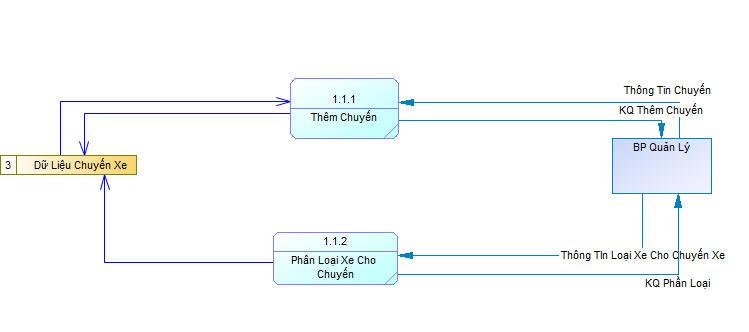 Thông Tin Chuyến
1.1.1
KQ Thêm Chuyến
Thêm Chuyến
BP Quản Lý
3 Dữ Liệu Chuyến Xe
1.1.2
Thông TIn Loại Xe Cho Chuyến Xe
Phân Loại Xe Cho
Chuyến
KQ Phần Loại